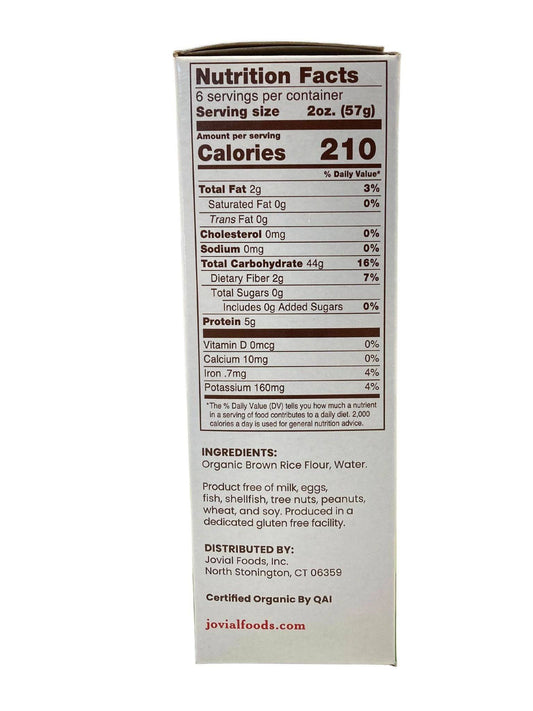 Nutrition Facts
6 servings per container
Serving size 2oz. (57g)
Amount per serving
Calories 210
% Daily Value*
Total Fat 2g 3%
Saturated Fat 0g 0%
Trans Fat 0g
Cholesterol 0mg 0%
Sodium 0mg 0%
Total Carbohydrate 44g 16%
Dietary Fiber 2g 7%
Total Sugars 0g
Includes 0g Added Sugars 0%
Protein 5g
Vitamin D 0mcg 0%
Calcium 10mg 0%
Iron .7mg 4%
Potassium 160mg 4%
*The % Daily Value (DV) tells you how much a nutrient
in a serving of food contributes to a daily diet. 2,000
calories a day is used for general nutrition advice.
INGREDIENTS:
Organic Brown Rice Flour, Water.
Product free of milk, eggs,
fish, shellfish, tree nuts, peanuts,
wheat, and soy. Produced in a
dedicated gluten free facility.
DISTRIBUTED BY:
Jovial Foods, Inc.
North Stonington, CT 06359
Certified Organic By QAI
jovialfoods.com